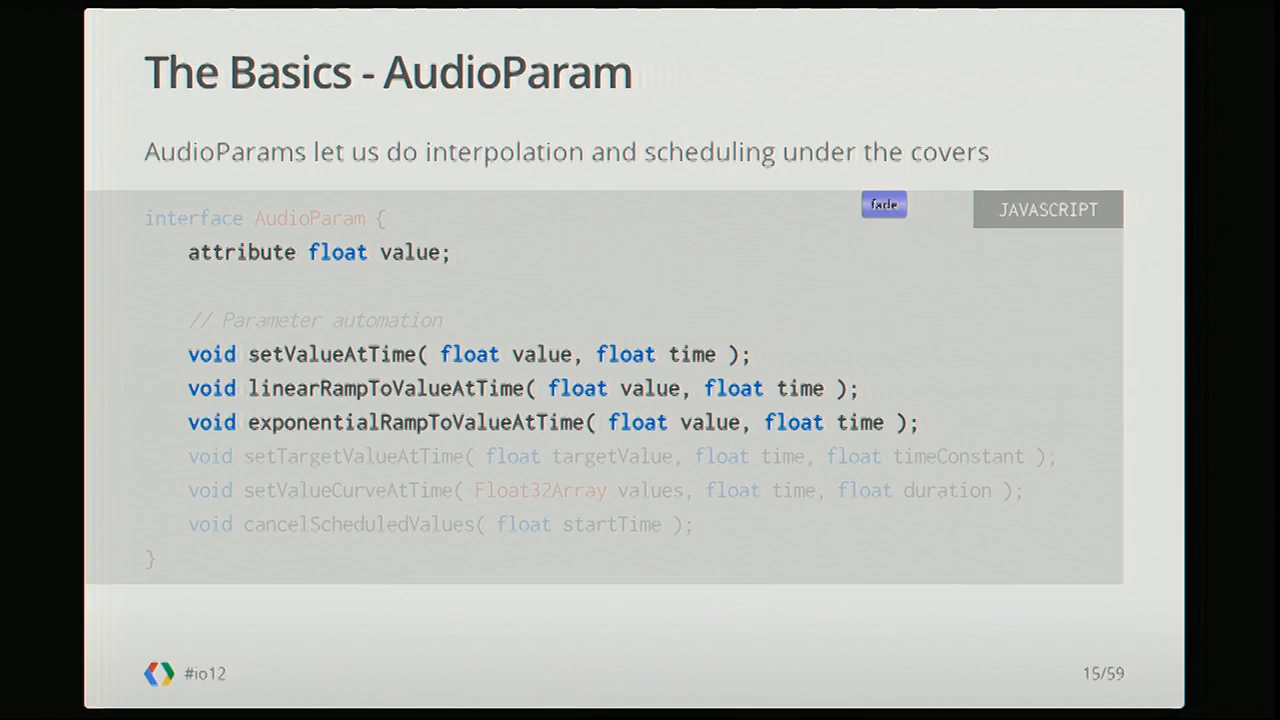 The Basics - AudioParam
AudioParams let us do interpolation and scheduling under the covers
fade
JAVASCRIPT
interface AudioParam {
attribute float value;
// Parameter automation
void setValueAtTime( float value, float time );
void linearRampToValueAtTime( float value, float time );
void exponentialRampToValueAtTime( float value, float time );
void setTargetValueAtTime( float targetValue, float time, float timeConstant );
void setValueCurveAtTime( Float32Array values, float time, float duration );
void cancelScheduledValues( float startTime );
}
#io12
15/59